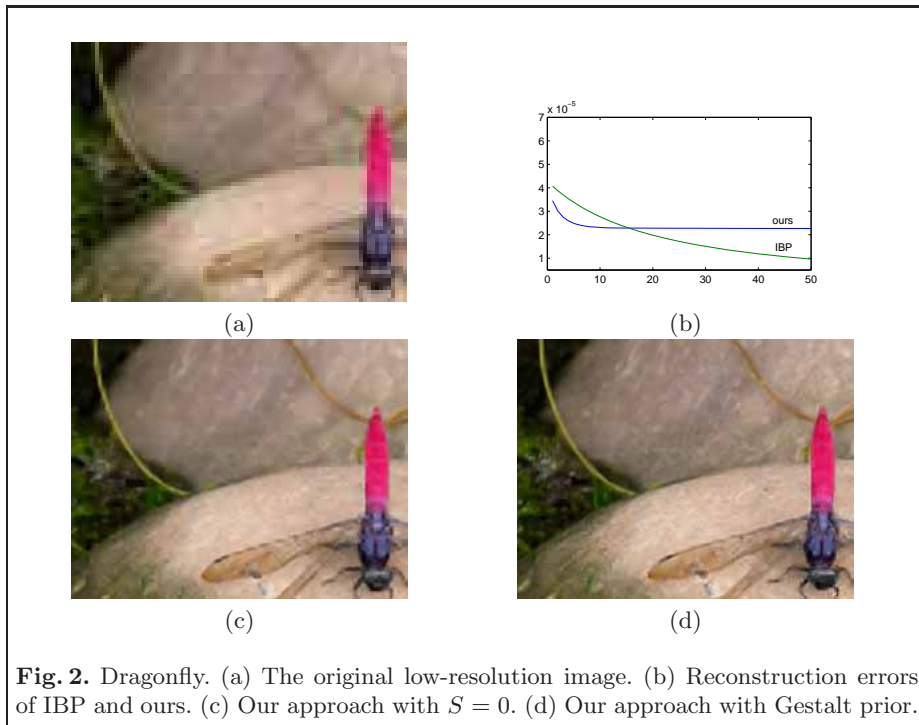 x 10⁻⁵
7
6
5
4
3
2
1
ours
IBP
0 10 20 30 40 50
(a)
(b)
(c)
(d)
Fig. 2. Dragonfly. (a) The original low-resolution image. (b) Reconstruction errors
of IBP and ours. (c) Our approach with S = 0. (d) Our approach with Gestalt prior.